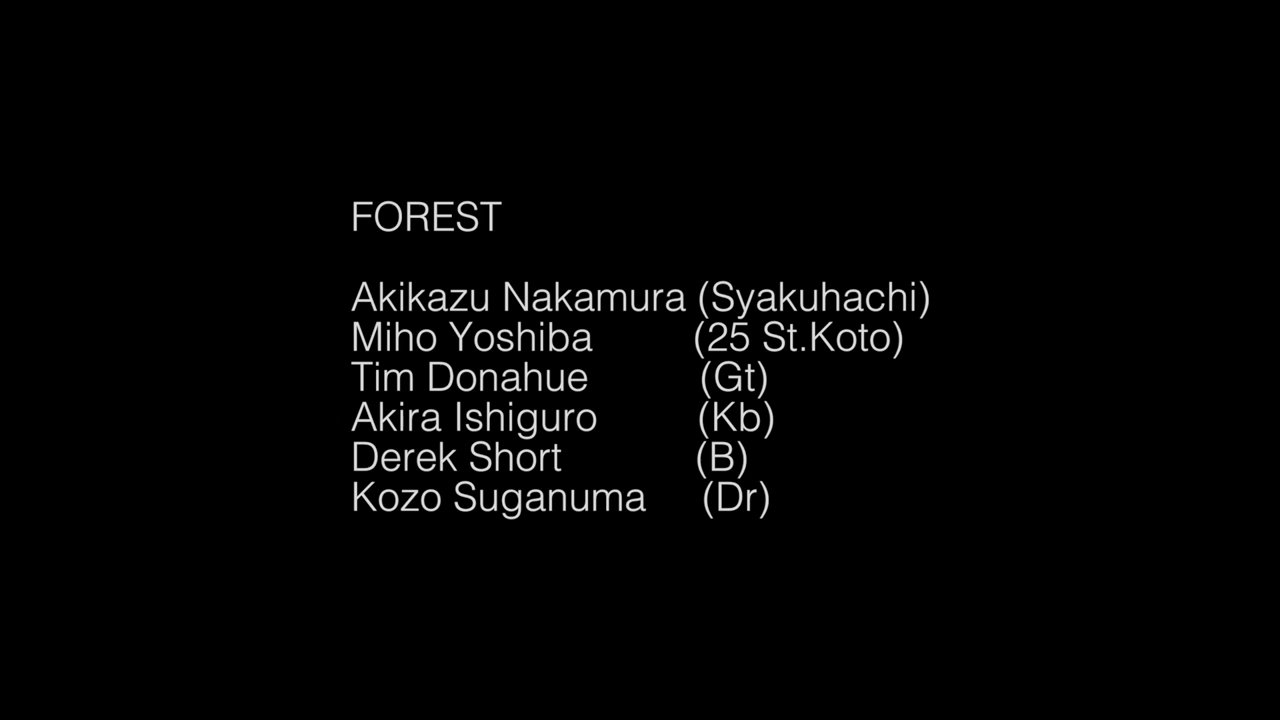 FOREST
Akikazu Nakamura (Syakuhachi)
Miho Yoshiba (25 St.Koto)
Tim Donahue (Gt)
Akira Ishiguro (Kb)
Derek Short (B)
Kozo Suganuma (Dr)